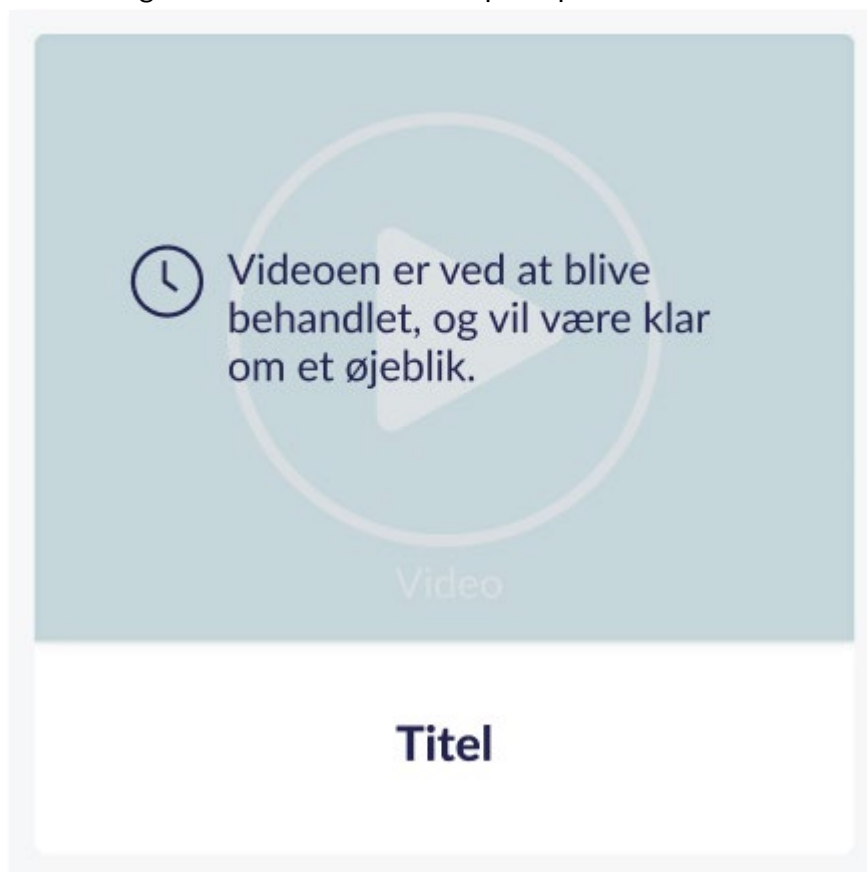 Videoen er ved at blive
behandlet, og vil være klar
om et øjeblik.
Video
Titel